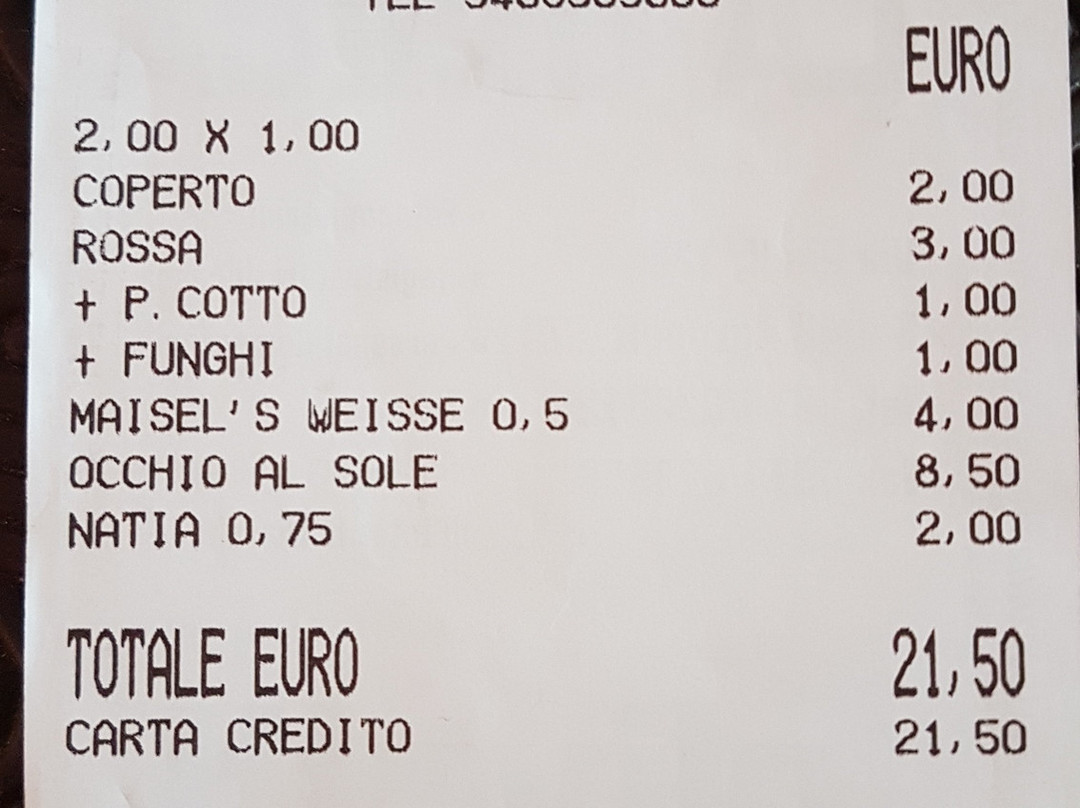 EURO
2,00 X 1,00
COPERTO 2,00
ROSSA 3,00
+ P.COTTO 1,00
+ FUNGHI 1,00
MAISEL'S WEISSE 0,5 4,00
OCCHIO AL SOLE 8,50
NATIA 0,75 2,00
TOTALE EURO 21,50
CARTA CREDITO 21,50